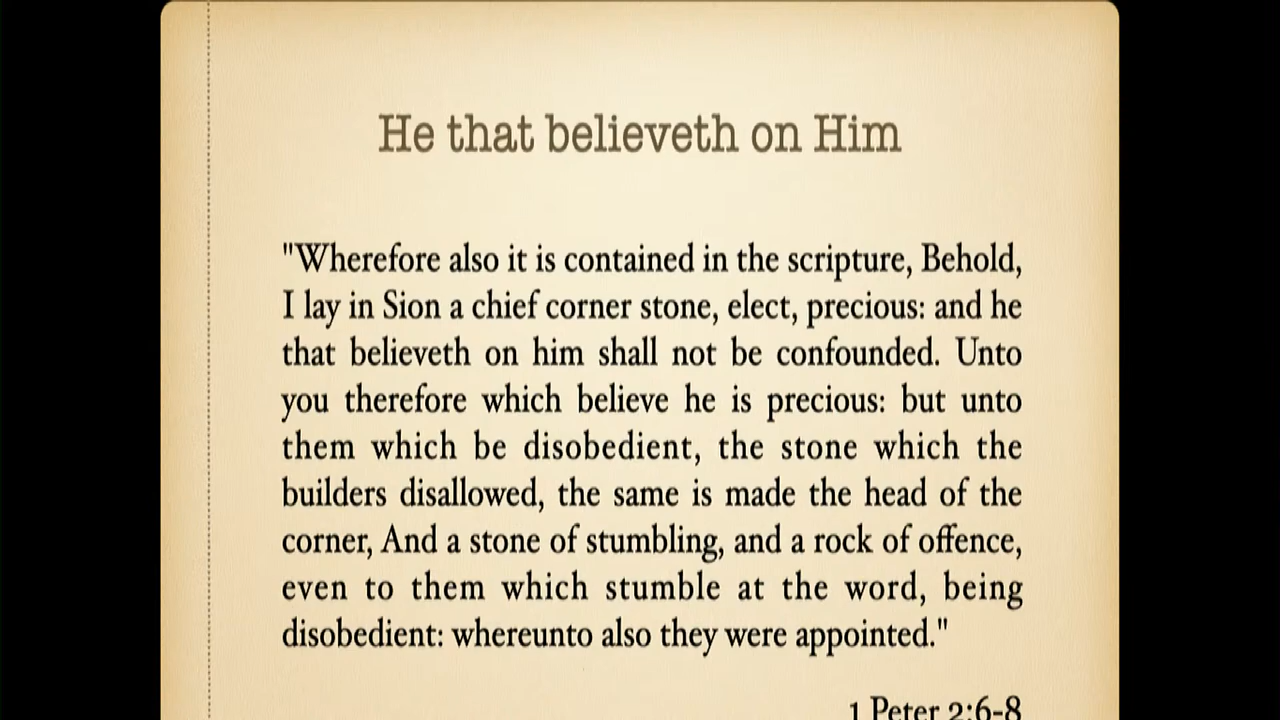 He that believeth on Him
"Wherefore also it is contained in the scripture, Behold,
I lay in Sion a chief corner stone, elect, precious: and he
that believeth on him shall not be confounded. Unto
you therefore which believe he is precious: but unto
them which be disobedient, the stone which the
builders disallowed, the same is made the head of the
corner, And a stone of stumbling, and a rock of offence,
even to them which stumble at the word, being
disobedient: whereunto also they were appointed."
1 Peter 2:6-8